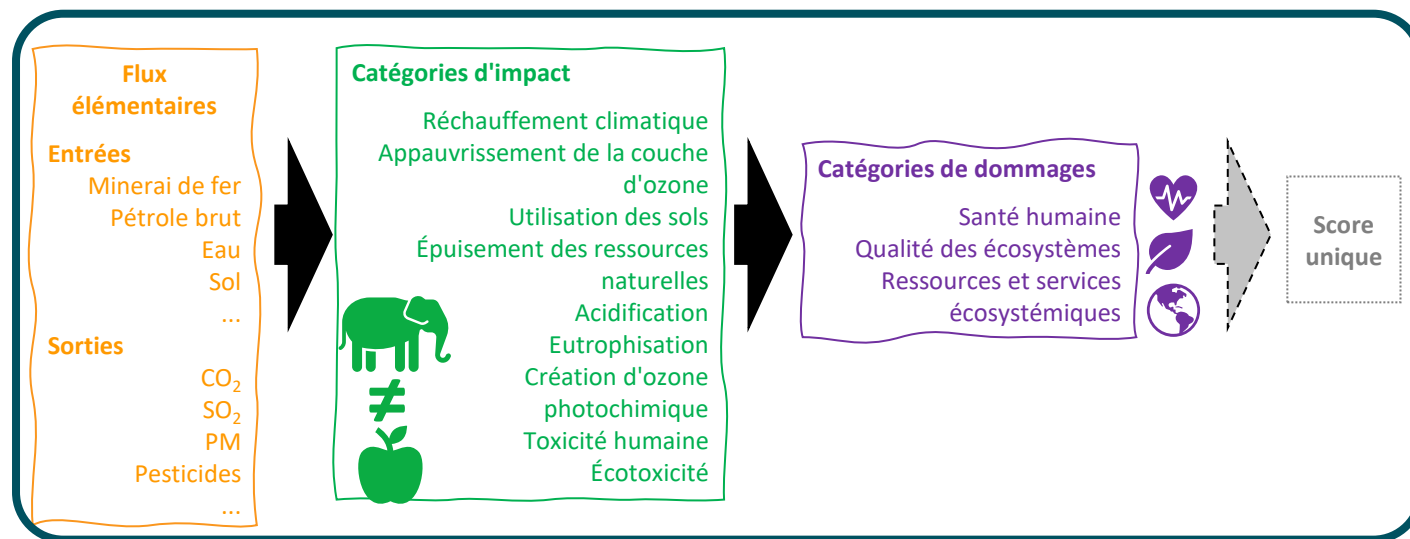 Flux
élémentaires
Entrées
Minerai de fer
Pétrole brut
Eau
Sol
...
Sorties
CO₂
SO₂
PM
Pesticides
...
Catégories d'impact
Réchauffement climatique
Appauvrissement de la couche
d'ozone
Utilisation des sols
Épuisement des ressources
naturelles
Acidification
Eutrophisation
Création d'ozone
photochimique
Toxicité humaine
Écotoxicité
≠
Catégories de dommages
Santé humaine
Qualité des écosystèmes
Ressources et services
écosystémiques
Score
unique